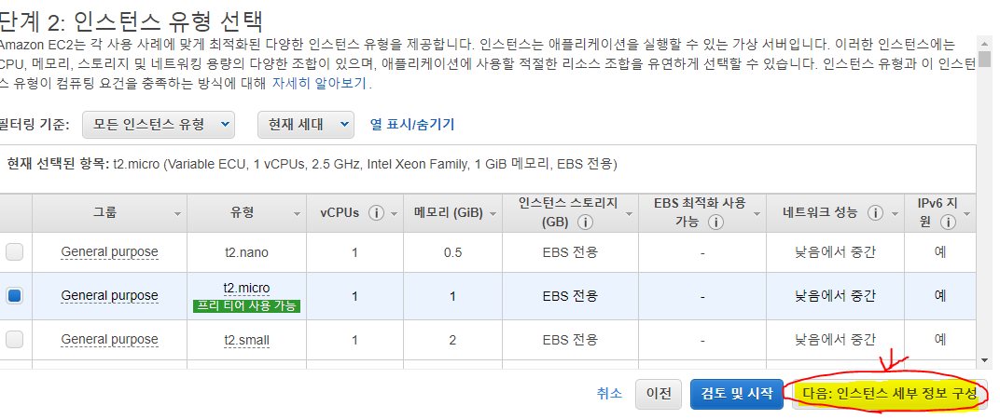 단계 2: 인스턴스 유형 선택
Amazon EC2는 각 사용 사례에 맞게 최적화된 다양한 인스턴스 유형을 제공합니다. 인스턴스는 애플리케이션을 실행할 수 있는 가상 서버입니다. 이러한 인스턴스에는
CPU, 메모리, 스토리지 및 네트워킹 용량의 다양한 조합이 있으며, 애플리케이션에 사용할 적절한 리소스 조합을 유연하게 선택할 수 있습니다. 인스턴스 유형과 이 인스턴
스 유형이 컴퓨팅 요건을 충족하는 방식에 대해 자세히 알아보기.
필터링 기준: 모든 인스턴스 유형 현재 세대 열 표시/숨기기
현재 선택된 항목: t2.micro (Variable ECU, 1 vCPUs, 2.5 GHz, Intel Xeon Family, 1 GiB 메모리, EBS 전용)
그룹 유형 vCPUs 메모리 (GiB) 인스턴스 스토리지 (GB) EBS 최적화 사용 가능 네트워크 성능 IPv6 지원
General purpose t2.nano 1 0.5 EBS 전용 - 낮음에서 중간 예
General purpose t2.micro 1 1 EBS 전용 - 낮음에서 중간 예
프리 티어 사용 가능
General purpose t2.small 1 2 EBS 전용 - 낮음에서 중간 예
취소 이전 검토 및 시작 다음: 인스턴스 세부 정보 구성